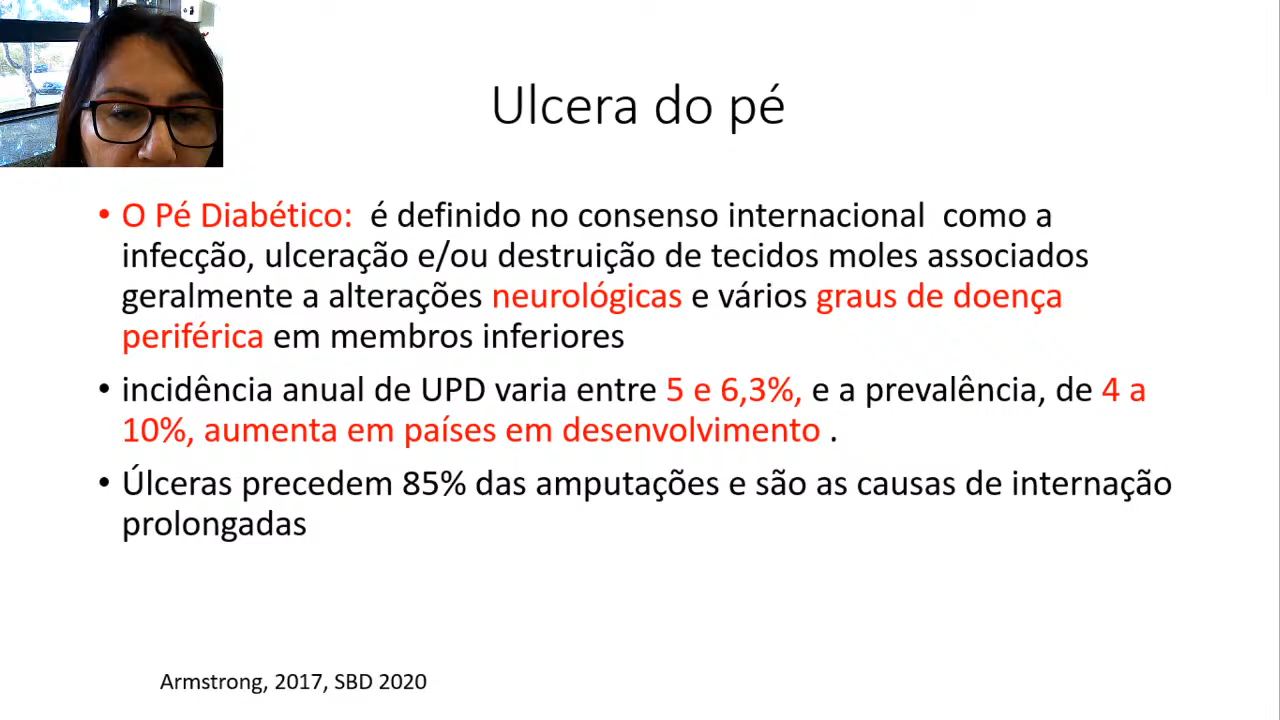 Ulcera do pé
• O Pé Diabético: é definido no consenso internacional como a
infecção, ulceração e/ou destruição de tecidos moles associados
geralmente a alterações neurológicas e vários graus de doença
periférica em membros inferiores
• incidência anual de UPD varia entre 5 e 6,3%, e a prevalência, de 4 a
10%, aumenta em países em desenvolvimento .
• Úlceras precedem 85% das amputações e são as causas de internação
prolongadas
Armstrong, 2017, SBD 2020